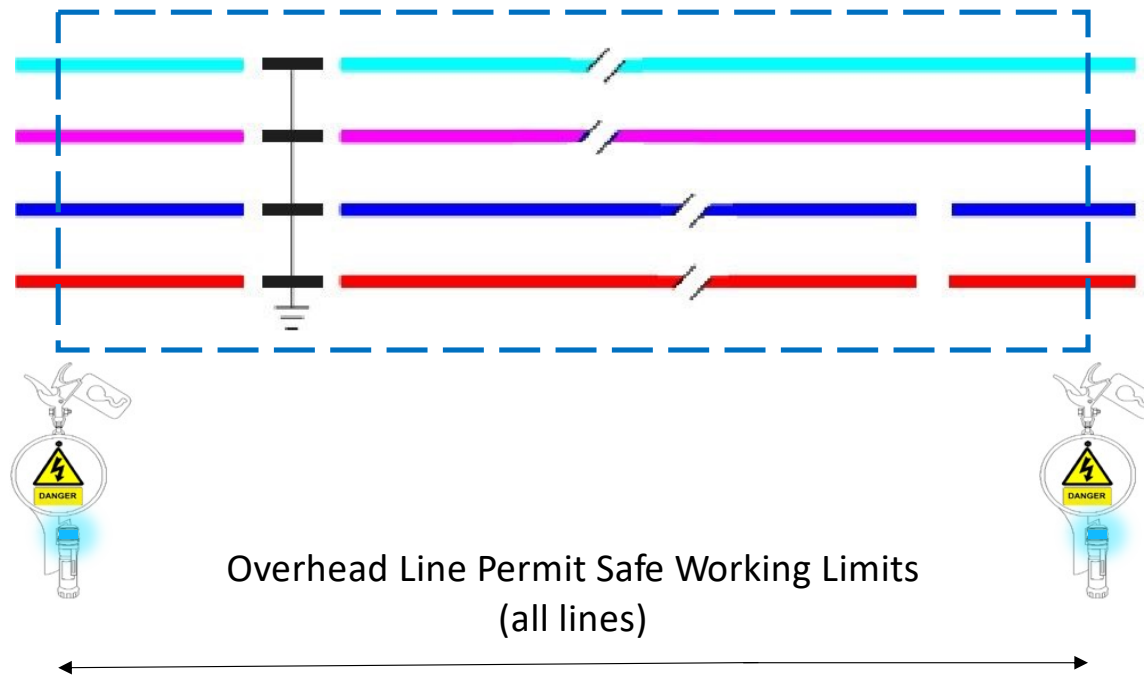 DANGER
DANGER
Overhead Line Permit Safe Working Limits
(all lines)